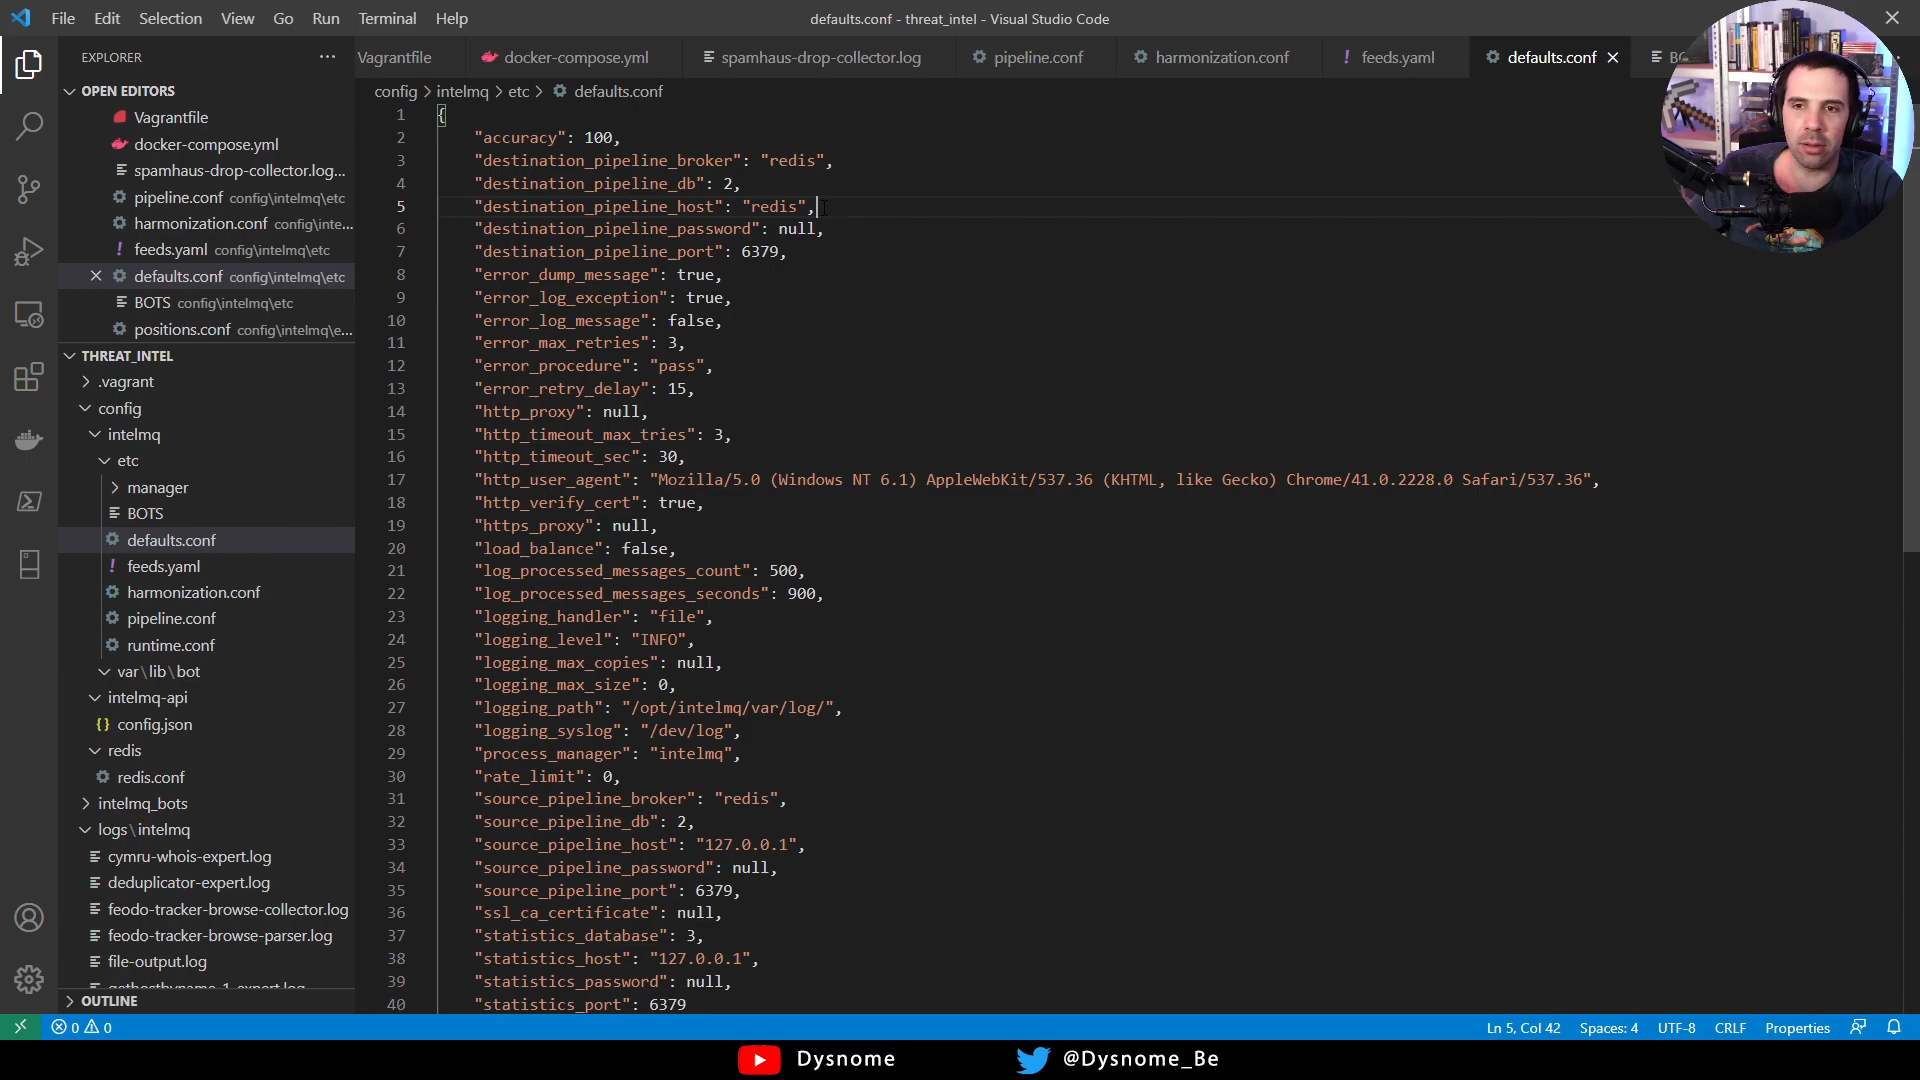 File Edit Selection View Go Run Terminal Help
defaults.conf - threat_intel - Visual Studio Code
EXPLORER
OPEN EDITORS
Vagrantfile
docker-compose.yml
spamhaus-drop-collector.log...
pipeline.conf config\intelmq\etc
harmonization.conf config\inte...
feeds.yaml config\intelmq\etc
defaults.conf config\intelmq\etc
BOTS config\intelmq\etc
positions.conf config\intelmq\e...
THREAT_INTEL
.vagrant
config
intelmq
etc
manager
BOTS
defaults.conf
feeds.yaml
harmonization.conf
pipeline.conf
runtime.conf
var\lib\bot
intelmq-api
config.json
redis
redis.conf
intelmq_bots
logs\intelmq
cymru-whois-expert.log
deduplicator-expert.log
feodo-tracker-browse-collector.log
feodo-tracker-browse-parser.log
file-output.log
gethostbyname-1-expert.log
OUTLINE
Vagrantfile docker-compose.yml spamhaus-drop-collector.log pipeline.conf harmonization.conf feeds.yaml defaults.conf
config > intelmq > etc > defaults.conf
1 {
2 "accuracy": 100,
3 "destination_pipeline_broker": "redis",
4 "destination_pipeline_db": 2,
5 "destination_pipeline_host": "redis",
6 "destination_pipeline_password": null,
7 "destination_pipeline_port": 6379,
8 "error_dump_message": true,
9 "error_log_exception": true,
10 "error_log_message": false,
11 "error_max_retries": 3,
12 "error_procedure": "pass",
13 "error_retry_delay": 15,
14 "http_proxy": null,
15 "http_timeout_max_tries": 3,
16 "http_timeout_sec": 30,
17 "http_user_agent": "Mozilla/5.0 (Windows NT 6.1) AppleWebKit/537.36 (KHTML, like Gecko) Chrome/41.0.2228.0 Safari/537.36",
18 "http_verify_cert": true,
19 "https_proxy": null,
20 "load_balance": false,
21 "log_processed_messages_count": 500,
22 "log_processed_messages_seconds": 900,
23 "logging_handler": "file",
24 "logging_level": "INFO",
25 "logging_max_copies": null,
26 "logging_max_size": 0,
27 "logging_path": "/opt/intelmq/var/log/",
28 "logging_syslog": "/dev/log",
29 "process_manager": "intelmq",
30 "rate_limit": 0,
31 "source_pipeline_broker": "redis",
32 "source_pipeline_db": 2,
33 "source_pipeline_host": "127.0.0.1",
34 "source_pipeline_password": null,
35 "source_pipeline_port": 6379,
36 "ssl_ca_certificate": null,
37 "statistics_database": 3,
38 "statistics_host": "127.0.0.1",
39 "statistics_password": null,
40 "statistics_port": 6379
0 0
Ln 5, Col 42 Spaces: 4 UTF-8 CRLF Properties
Dysnome @Dysnome_Be